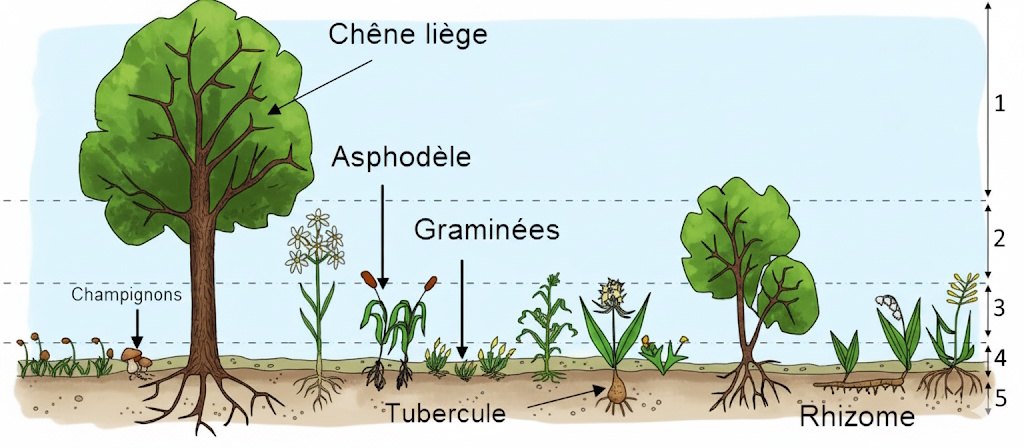 Chêne liège
1
Asphodèle
Graminées
2
Champignons
3
4
5
Tubercule
Rhizome